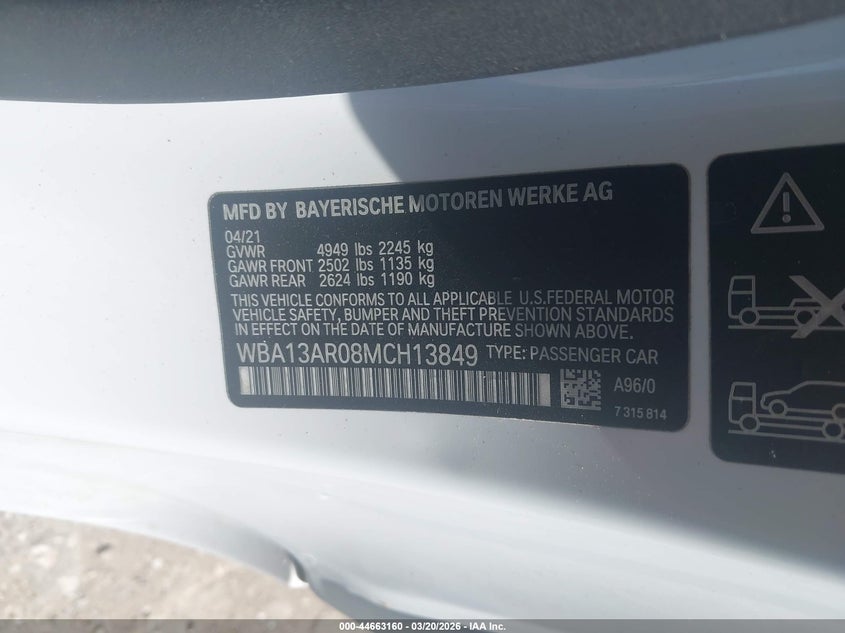 MFD BY BAYERISCHE MOTOREN WERKE AG
04/21
GVWR 4949 lbs 2245 kg
GAWR FRONT 2502 lbs 1135 kg
GAWR REAR 2624 lbs 1190 kg
THIS VEHICLE CONFORMS TO ALL APPLICABLE U.S.FEDERAL MOTOR
VEHICLE SAFETY, BUMPER AND THEFT PREVENTION STANDARDS
IN EFFECT ON THE DATE OF MANUFACTURE SHOWN ABOVE.
WBA13AR08MCH13849 TYPE: PASSENGER CAR
A96/0
7 315 814
000-44663160 - 03/20/2026 - IAA, Inc.